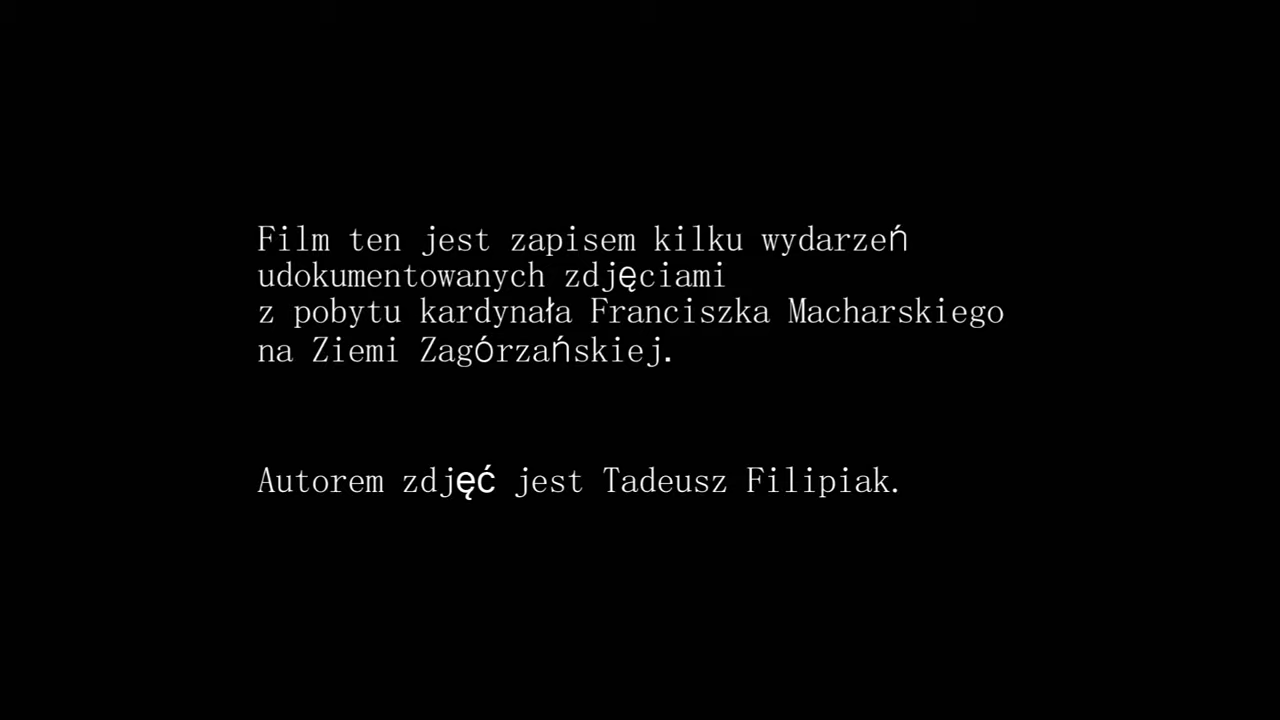 Film ten jest zapisem kilku wydarzeń
udokumentowanych zdjęciami
z pobytu kardynała Franciszka Macharskiego
na Ziemi Zagórzańskiej.
Autorem zdjęć jest Tadeusz Filipiak.